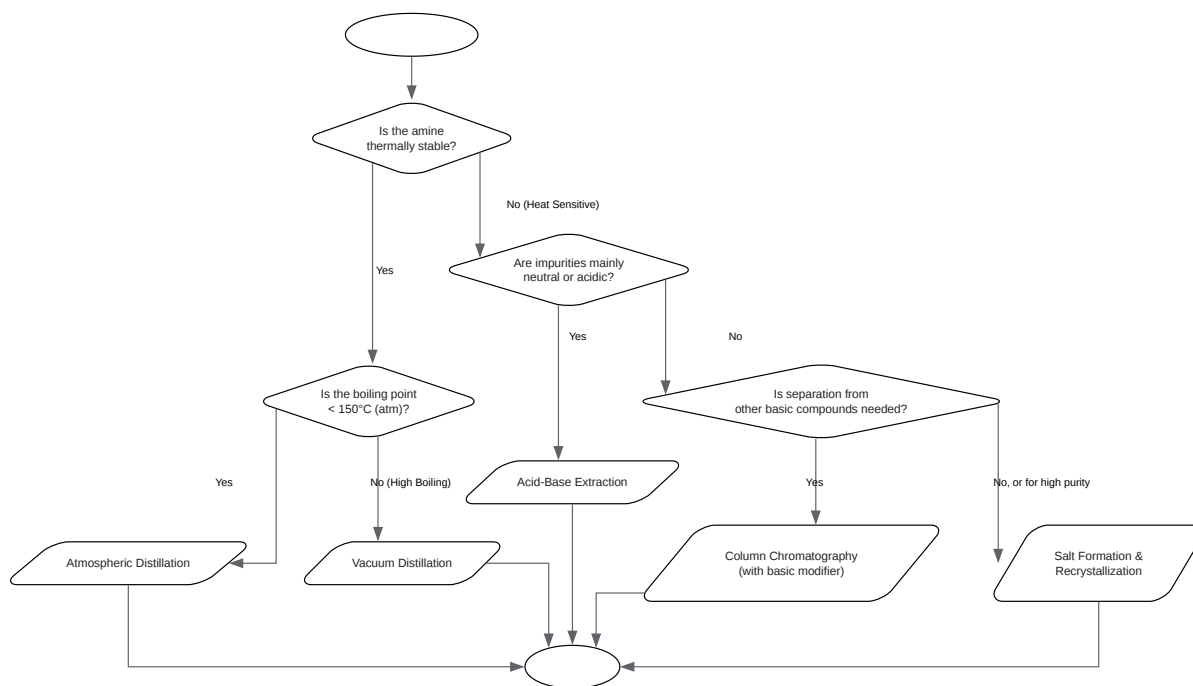 Is the amine
thermally stable?
No (Heat Sensitive)
Yes
Are impurities mainly
neutral or acidic?
Yes
No
Is the boiling point
< 150°C (atm)?
Is separation from
other basic compounds needed?
Yes
No (High Boiling)
Acid-Base Extraction
Yes
No, or for high purity
Atmospheric Distillation
Vacuum Distillation
Column Chromatography
(with basic modifier)
Salt Formation &
Recrystallization